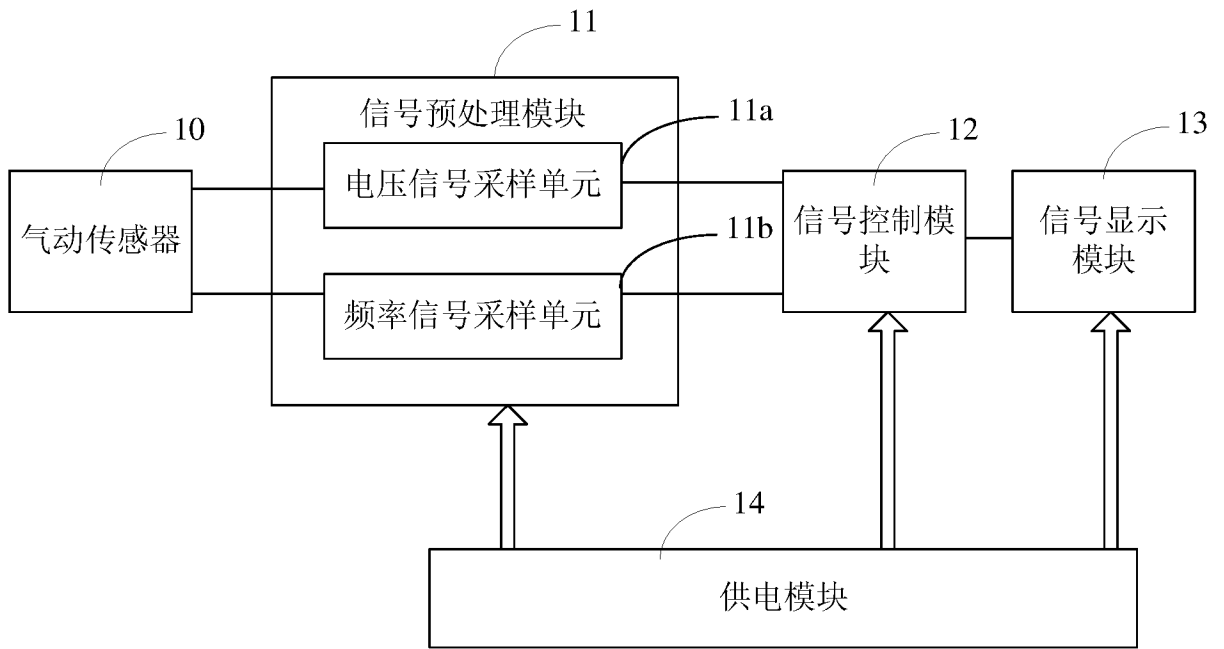 11
信号预处理模块
10
11a
12
13
电压信号采样单元
气动传感器
信号控制模
块
信号显示
模块
11b
频率信号采样单元
14
供电模块